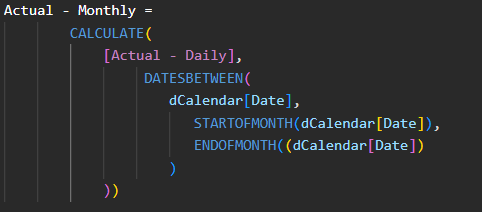 Actual - Monthly =
CALCULATE(
[Actual - Daily],
DATESBETWEEN(
dCalendar[Date],
STARTOFMONTH(dCalendar[Date]),
ENDOFMONTH((dCalendar[Date])
)
))